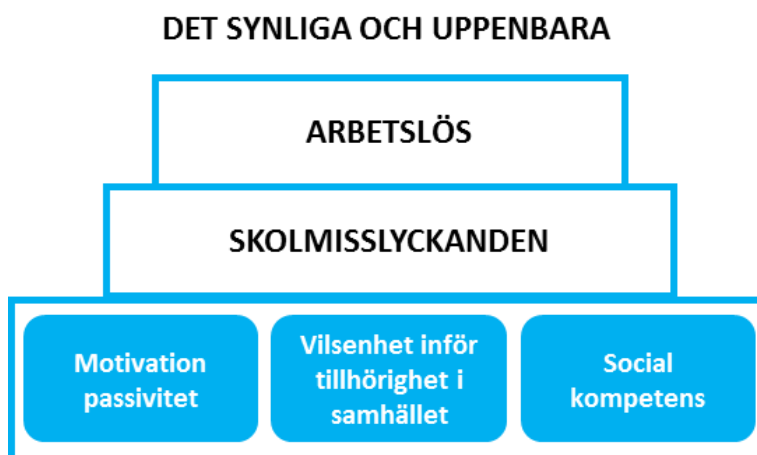 DET SYNLIGA OCH UPPENBARA
ARBETSLÖS
SKOLMISSLYCKANDEN
Motivation
passivitet
Vilsenhet inför
tillhörighet i
samhället
Social
kompetens